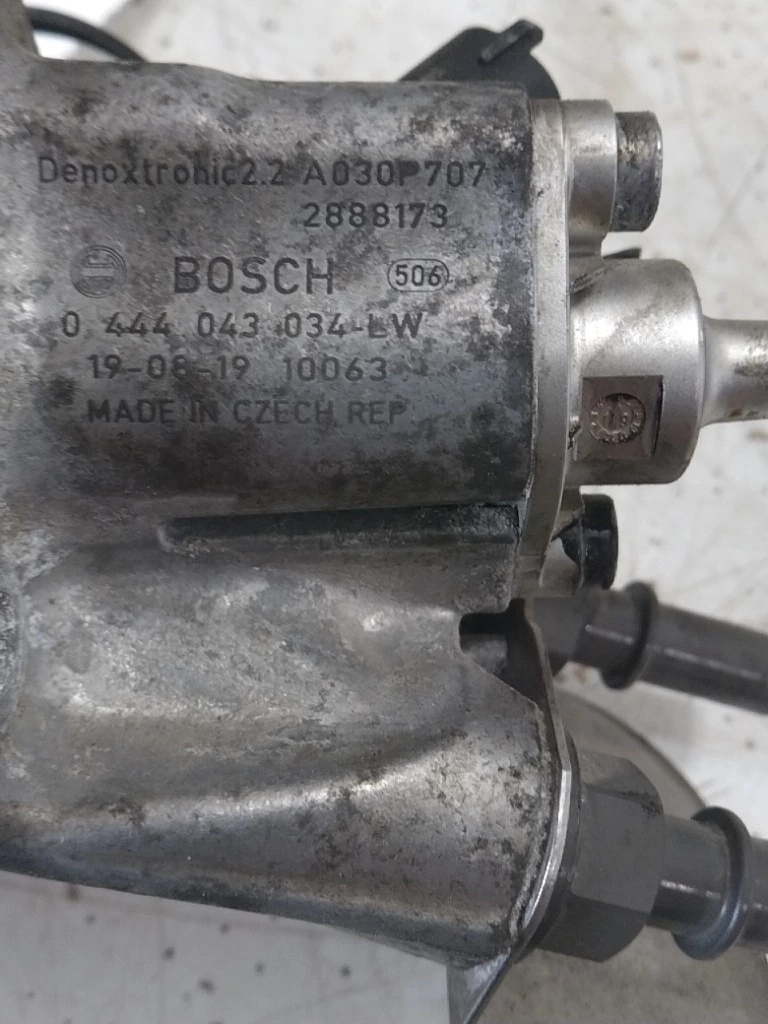 Denoxtronic2.2 A030P707
2888173
BOSCH 506
0 444 043 034-LW
19-08-19 10063
MADE IN CZECH REP